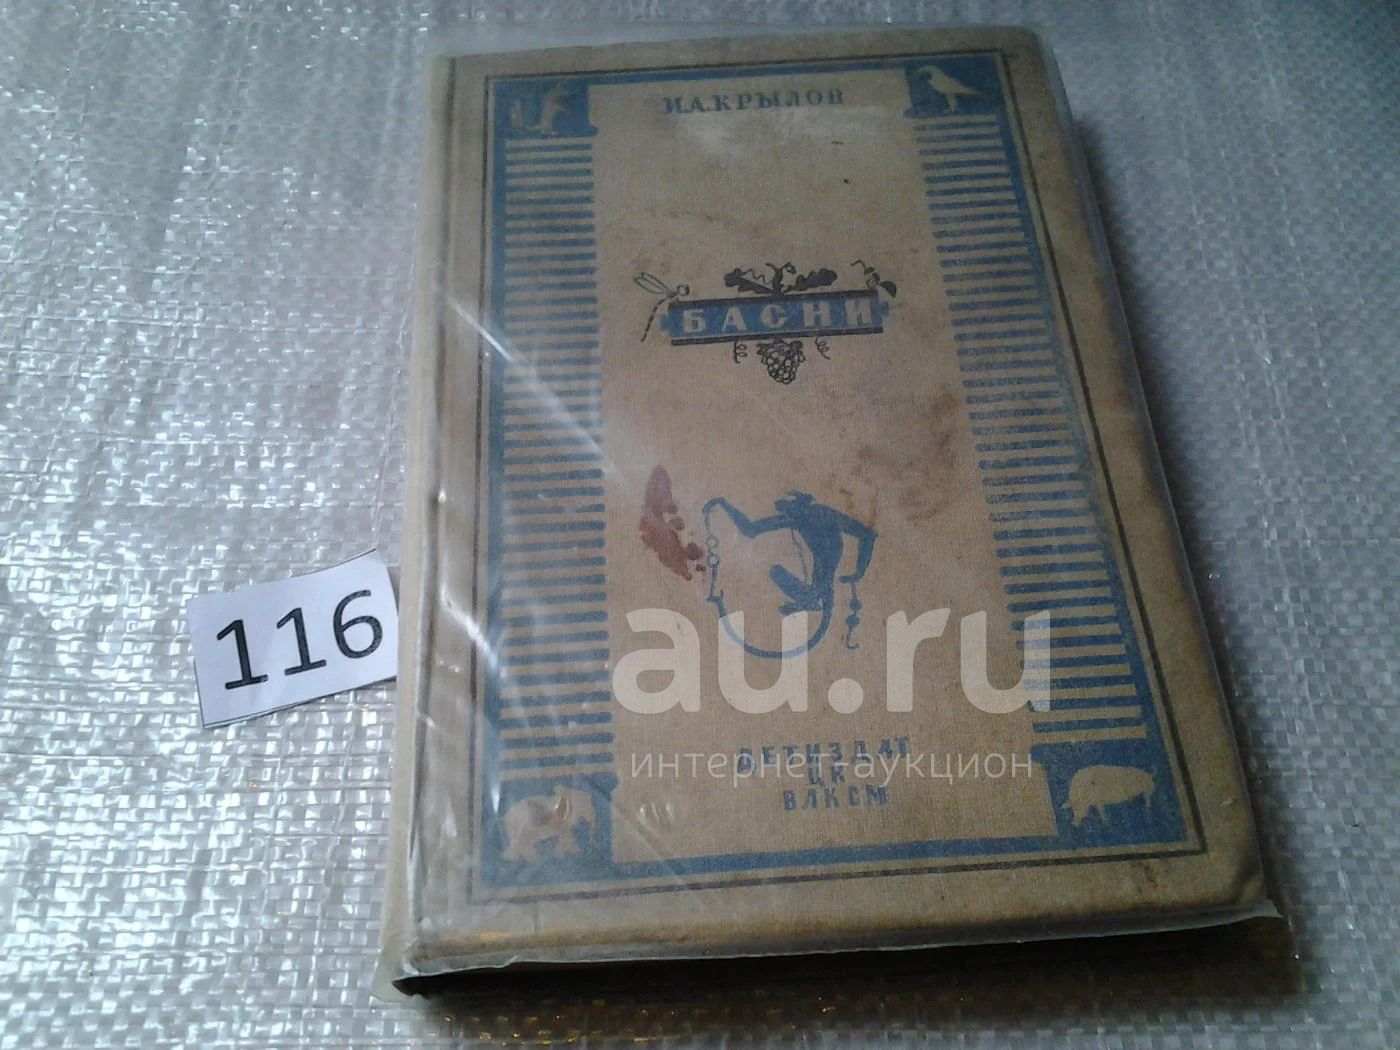 И.А.КРЫЛОВ
БАСНИ
116
au.ru
ДЕТИЗДАТ
интернет-аукцион
ЦК
ВЛКСМ